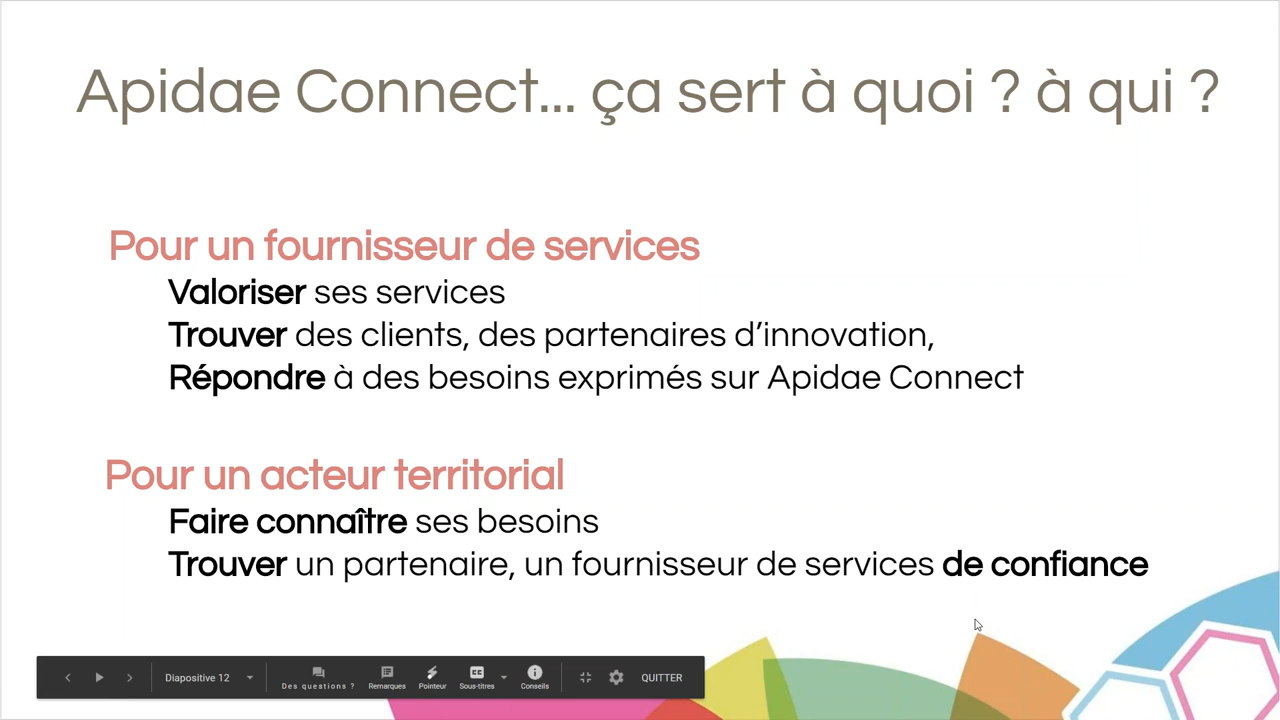 Apidae Connect... ça sert à quoi ? à qui ?
Pour un fournisseur de services
Valoriser ses services
Trouver des clients, des partenaires d’innovation,
Répondre à des besoins exprimés sur Apidae Connect
Pour un acteur territorial
Faire connaître ses besoins
Trouver un partenaire, un fournisseur de services de confiance
Diapositive 12
Des questions ?
Remarques
Pointeur
Sous-titres
Conseils
QUITTER